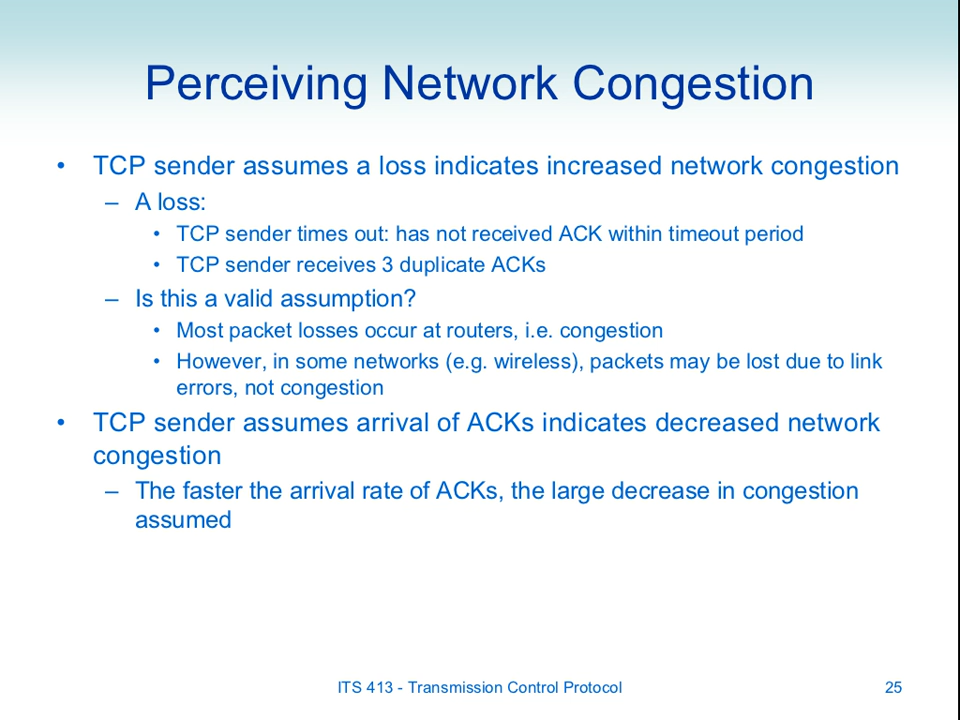 Perceiving Network Congestion
• TCP sender assumes a loss indicates increased network congestion
– A loss:
• TCP sender times out: has not received ACK within timeout period
• TCP sender receives 3 duplicate ACKs
– Is this a valid assumption?
• Most packet losses occur at routers, i.e. congestion
• However, in some networks (e.g. wireless), packets may be lost due to link
errors, not congestion
• TCP sender assumes arrival of ACKs indicates decreased network
congestion
– The faster the arrival rate of ACKs, the large decrease in congestion
assumed
ITS 413 - Transmission Control Protocol
25